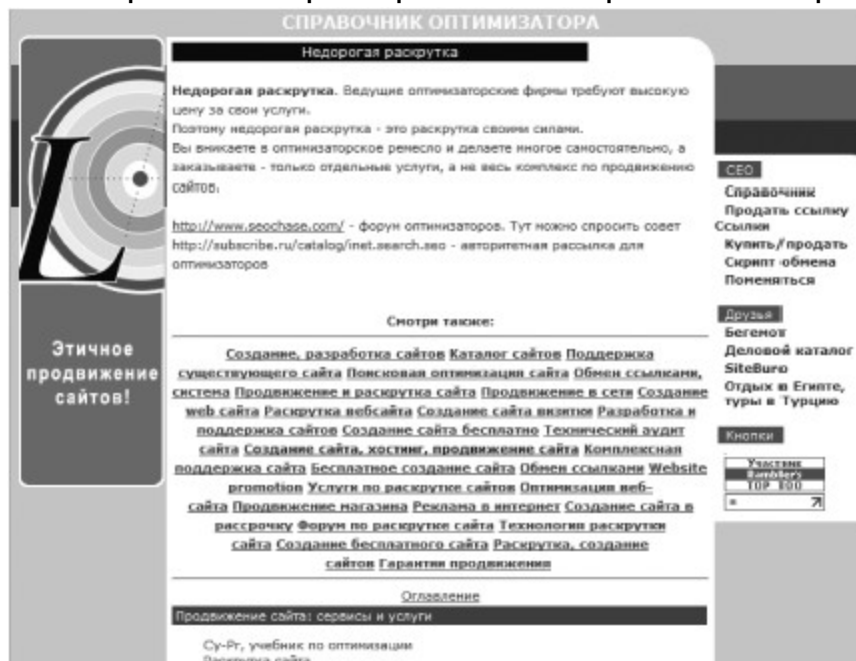 СПРАВОЧНИК ОПТИМИЗАТОРА
Недорогая раскрутка
Недорогая раскрутка. Ведущие оптимизаторские фирмы требуют высокую
цену за свои услуги.
Поэтому недорогая раскрутка - это раскрутка своими силами.
Вы вникаете в оптимизаторское ремесло и делаете многое самостоятельно, а
заказываете - только отдельные услуги, а не весь комплекс по продвижению
сайтов.
http://www.seochase.com/ - форум оптимизаторов. Тут можно спросить совет
http://subscribe.ru/catalog/inet.search.seo - авторитетная рассылка для
оптимизаторов
Смотри также:
Создание, разработка сайтов Каталог сайтов Поддержка
существующего сайта Поисковая оптимизация сайта Обмен ссылками,
система Продвижение и раскрутка сайта Продвижение в сети Создание
web сайта Раскрутка вебсайта Создание сайта визитки Разработка и
поддержка сайтов Создание сайта бесплатно Технический аудит
сайта Создание сайта, хостинг, продвижение сайта Комплексная
поддержка сайта Бесплатное создание сайта Обмен ссылками Website
promotion Услуги по раскрутке сайтов Оптимизация веб-
сайта Продвижение магазина Реклама в интернет Создание сайта в
рассрочку Форум по раскрутке сайта Технология раскрутки
сайта Создание бесплатного сайта Раскрутка, создание
сайтов Гарантии продвижения
Оглавление
Продвижение сайта: сервисы и услуги
Су-Pr, учебник по оптимизации
Раскрутка сайта
L
Этичное
продвижение
сайтов!
СЕО
Справочник
Продать ссылку
Ссылки
Купить/продать
Скрипт обмена
Поменяться
Друзья
Бегемот
Деловой каталог
SiteBuro
Отдых в Египте,
туры в Турцию
Кнопки
Участник
Rambler's
TOP 100